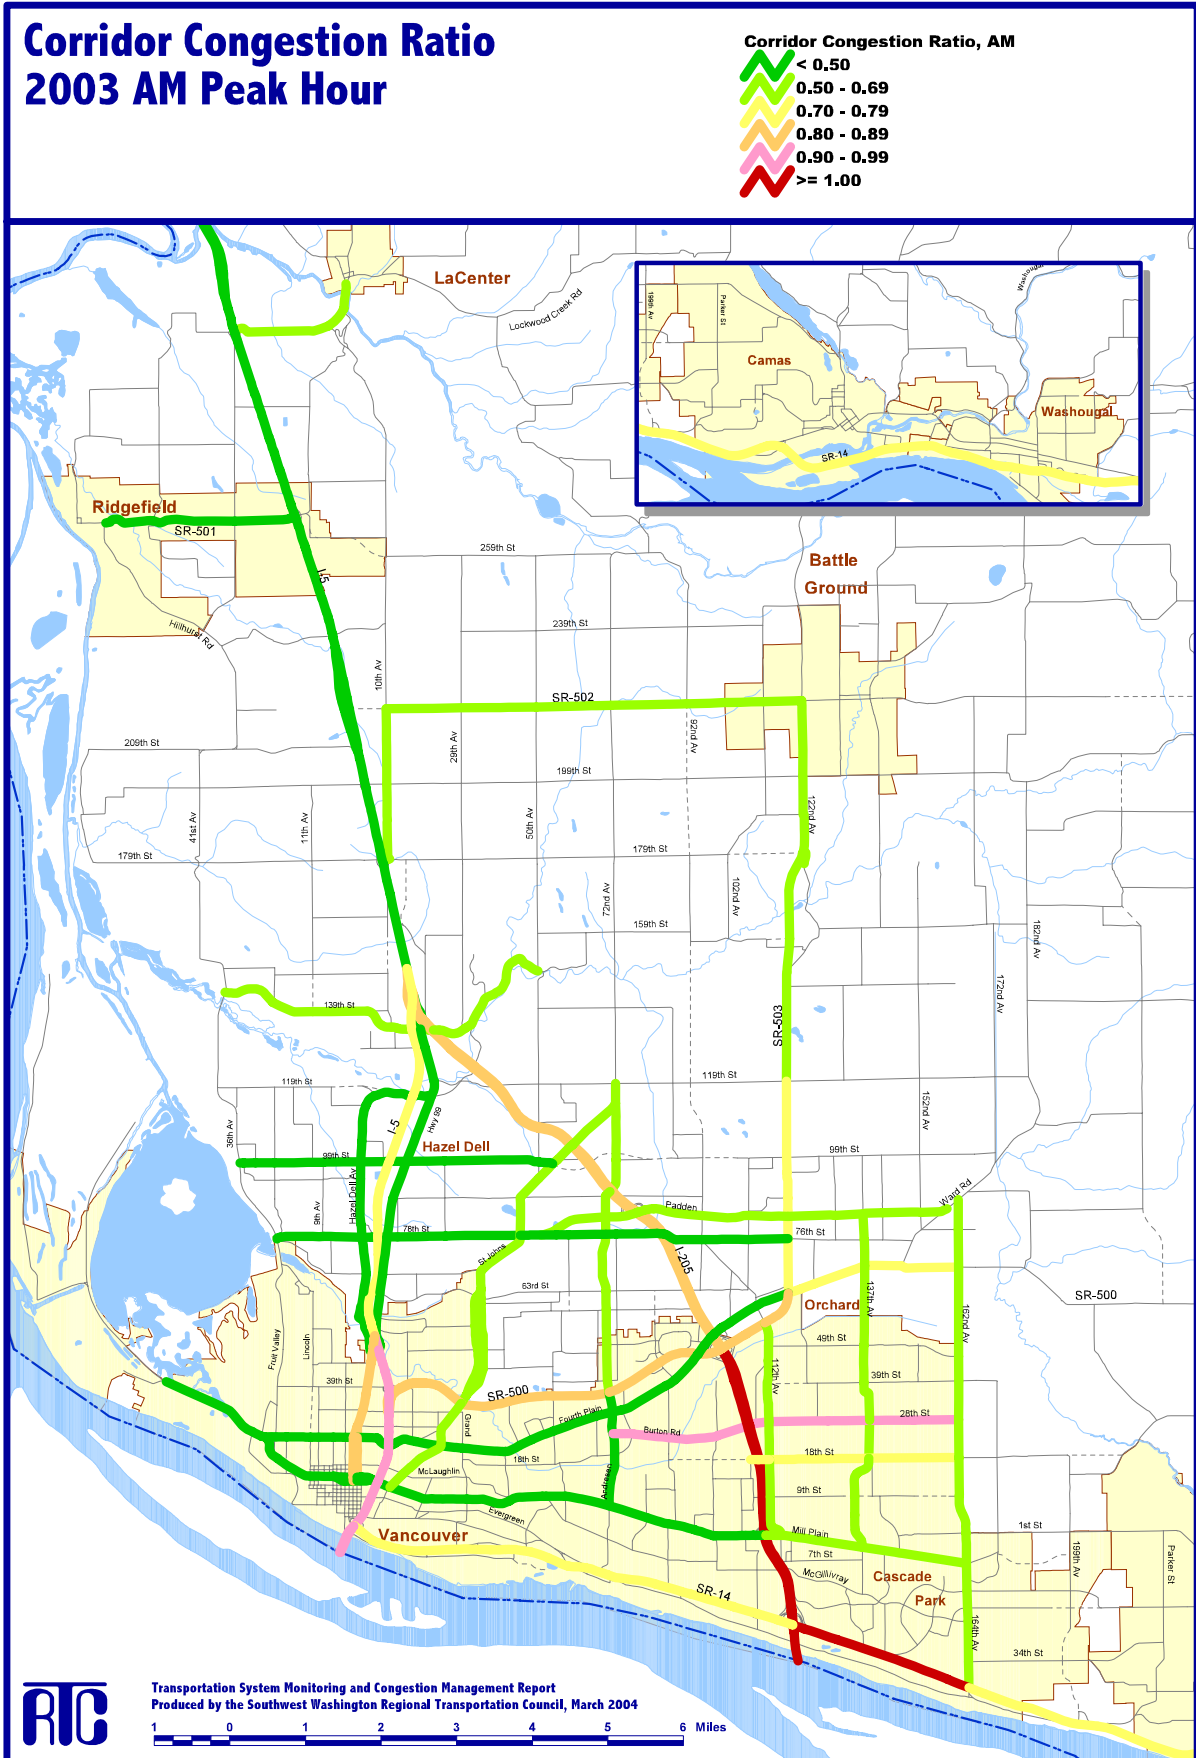 Corridor Congestion Ratio
2003 AM Peak Hour
Corridor Congestion Ratio, AM
< 0.50
0.50 - 0.69
0.70 - 0.79
0.80 - 0.89
0.90 - 0.99
>= 1.00
LaCenter
Lockwood Creek Rd
199th Av
Parker St
Camas
Washougal
SR-14
Ridgefield
SR-501
I-5
Hillhurst Rd
259th St
Battle
Ground
239th St
10th Av
SR-502
209th St
29th Av
92nd Av
199th St
41st Av
11th Av
50th Av
122nd Av
179th St
179th St
72nd Av
102nd Av
159th St
182nd Av
172nd Av
139th St
SR-503
119th St
119th St
152nd Av
36th Av
I-5
Hwy 99
Hazel Dell
99th St
99th St
Hazel Dell Av
9th Av
78th St
Padden
Ward Rd
76th St
St Johns
I-205
63rd St
137th Av
SR-500
Orchard
162nd Av
Fruit Valley
Lincoln
49th St
112th Av
39th St
39th St
SR-500
Grand
Fourth Plain
28th St
Burton Rd
18th St
18th St
McLaughlin
Andresen
9th St
Evergreen
Vancouver
Mill Plain
1st St
7th St
McGillivray
199th Av
Parker St
Cascade
Park
SR-14
164th Av
34th St
RTC
Transportation System Monitoring and Congestion Management Report
Produced by the Southwest Washington Regional Transportation Council, March 2004
1 0 1 2 3 4 5 6 Miles